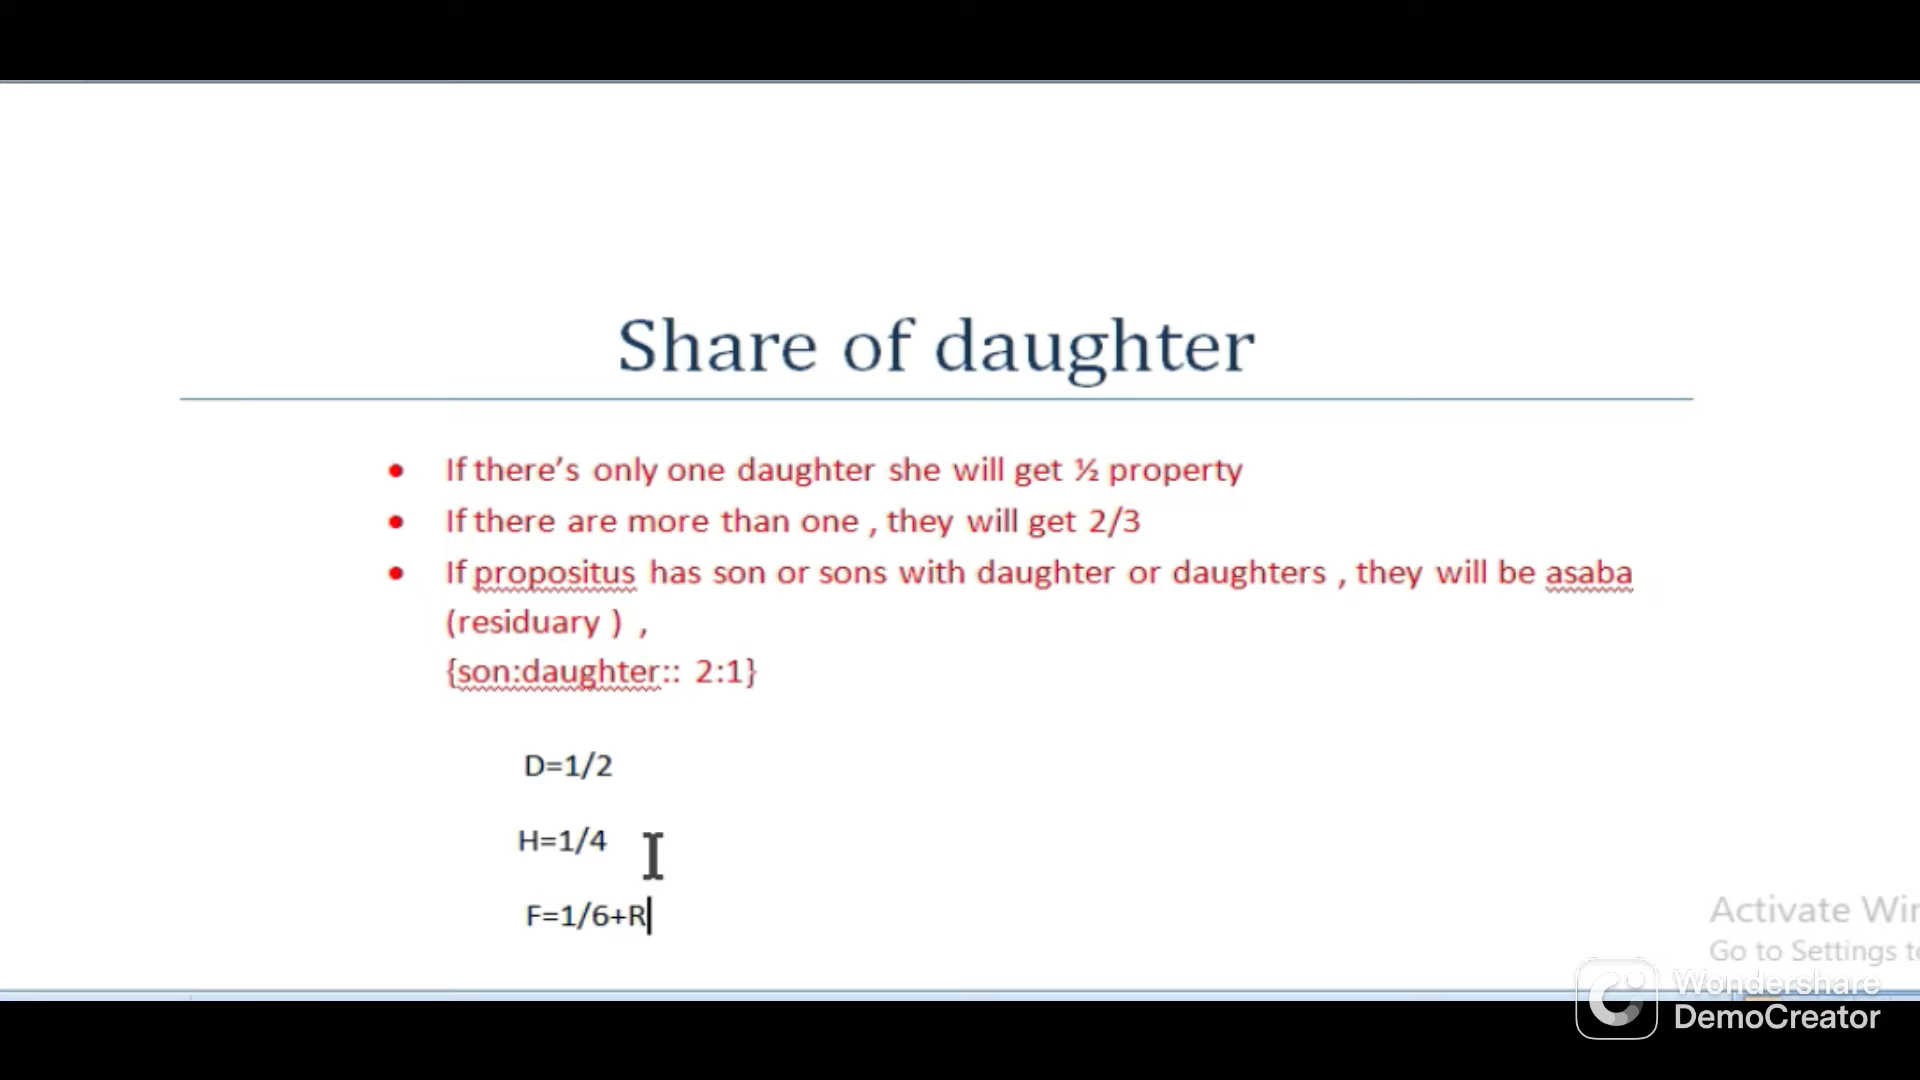 Share of daughter
• If there's only one daughter she will get ½ property
• If there are more than one , they will get 2/3
• If propositus has son or sons with daughter or daughters , they will be asaba
(residuary ) ,
{son:daughter:: 2:1}
D=1/2
H=1/4
F=1/6+R
Activate Win
Go to Settings to
Wondershare
DemoCreator